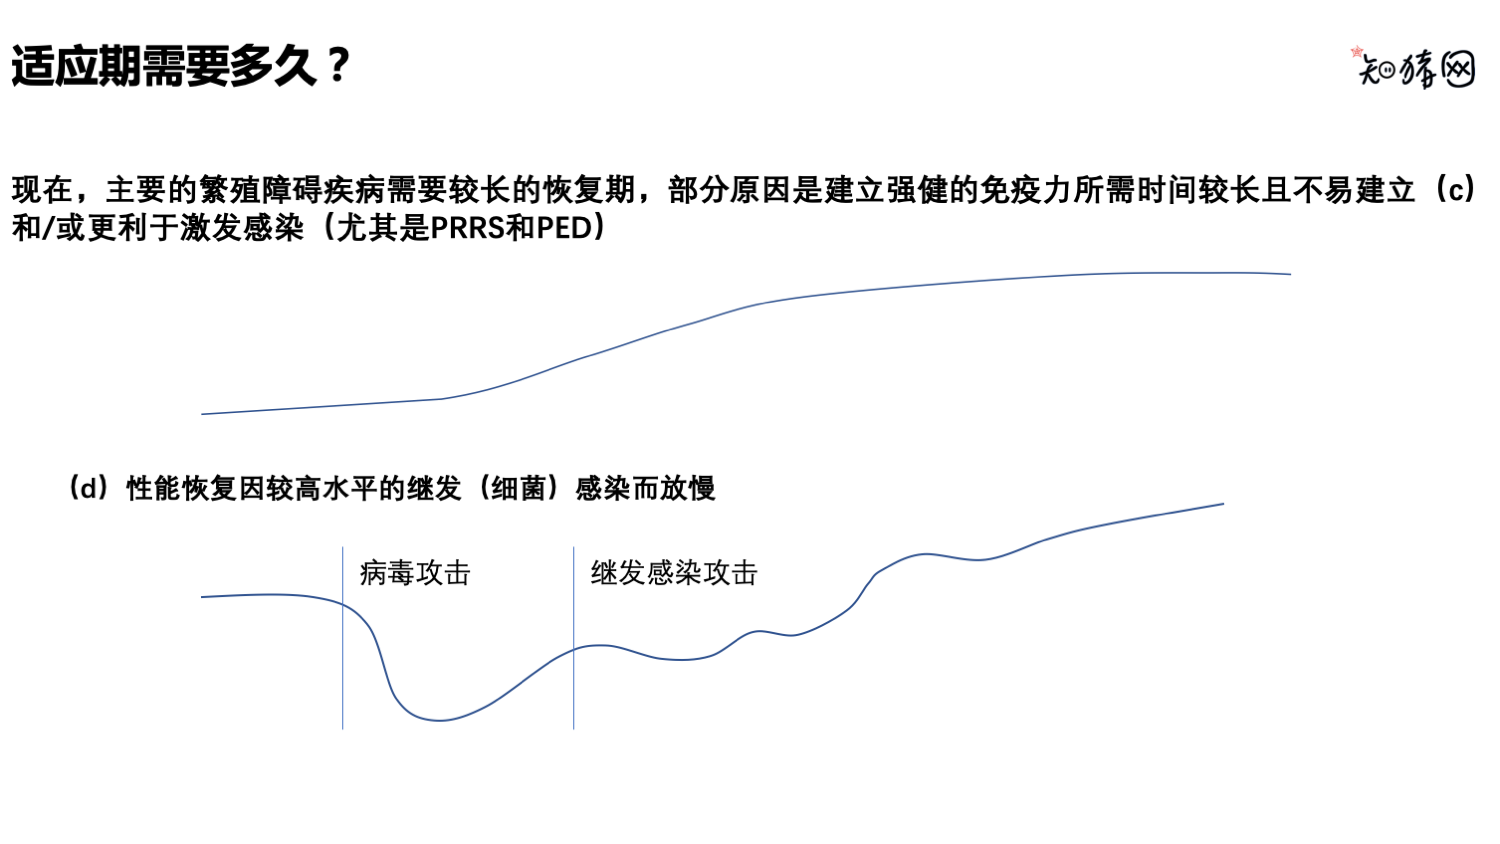 适应期需要多久？
知猪网
现在，主要的繁殖障碍疾病需要较长的恢复期，部分原因是建立强健的免疫力所需时间较长且不易建立（c）
和/或更利于激发感染（尤其是PRRS和PED）
（d）性能恢复因较高水平的继发（细菌）感染而放慢
病毒攻击
继发感染攻击